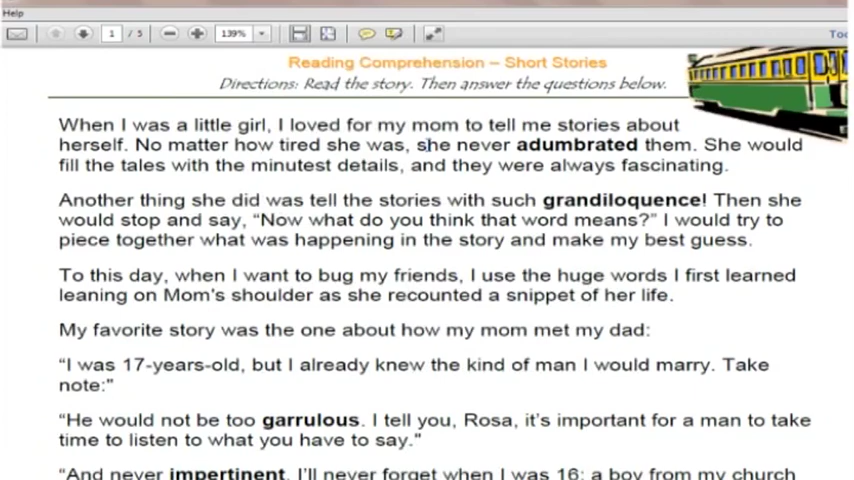 Help
1 / 5
139%
Too
Reading Comprehension – Short Stories
Directions: Read the story. Then answer the questions below.
When I was a little girl, I loved for my mom to tell me stories about
herself. No matter how tired she was, she never adumbrated them. She would
fill the tales with the minutest details, and they were always fascinating.
Another thing she did was tell the stories with such grandiloquence! Then she
would stop and say, “Now what do you think that word means?” I would try to
piece together what was happening in the story and make my best guess.
To this day, when I want to bug my friends, I use the huge words I first learned
leaning on Mom's shoulder as she recounted a snippet of her life.
My favorite story was the one about how my mom met my dad:
“I was 17-years-old, but I already knew the kind of man I would marry. Take
note:"
“He would not be too garrulous. I tell you, Rosa, it’s important for a man to take
time to listen to what you have to say."
“And never impertinent. I’ll never forget when I was 16; a boy from my church